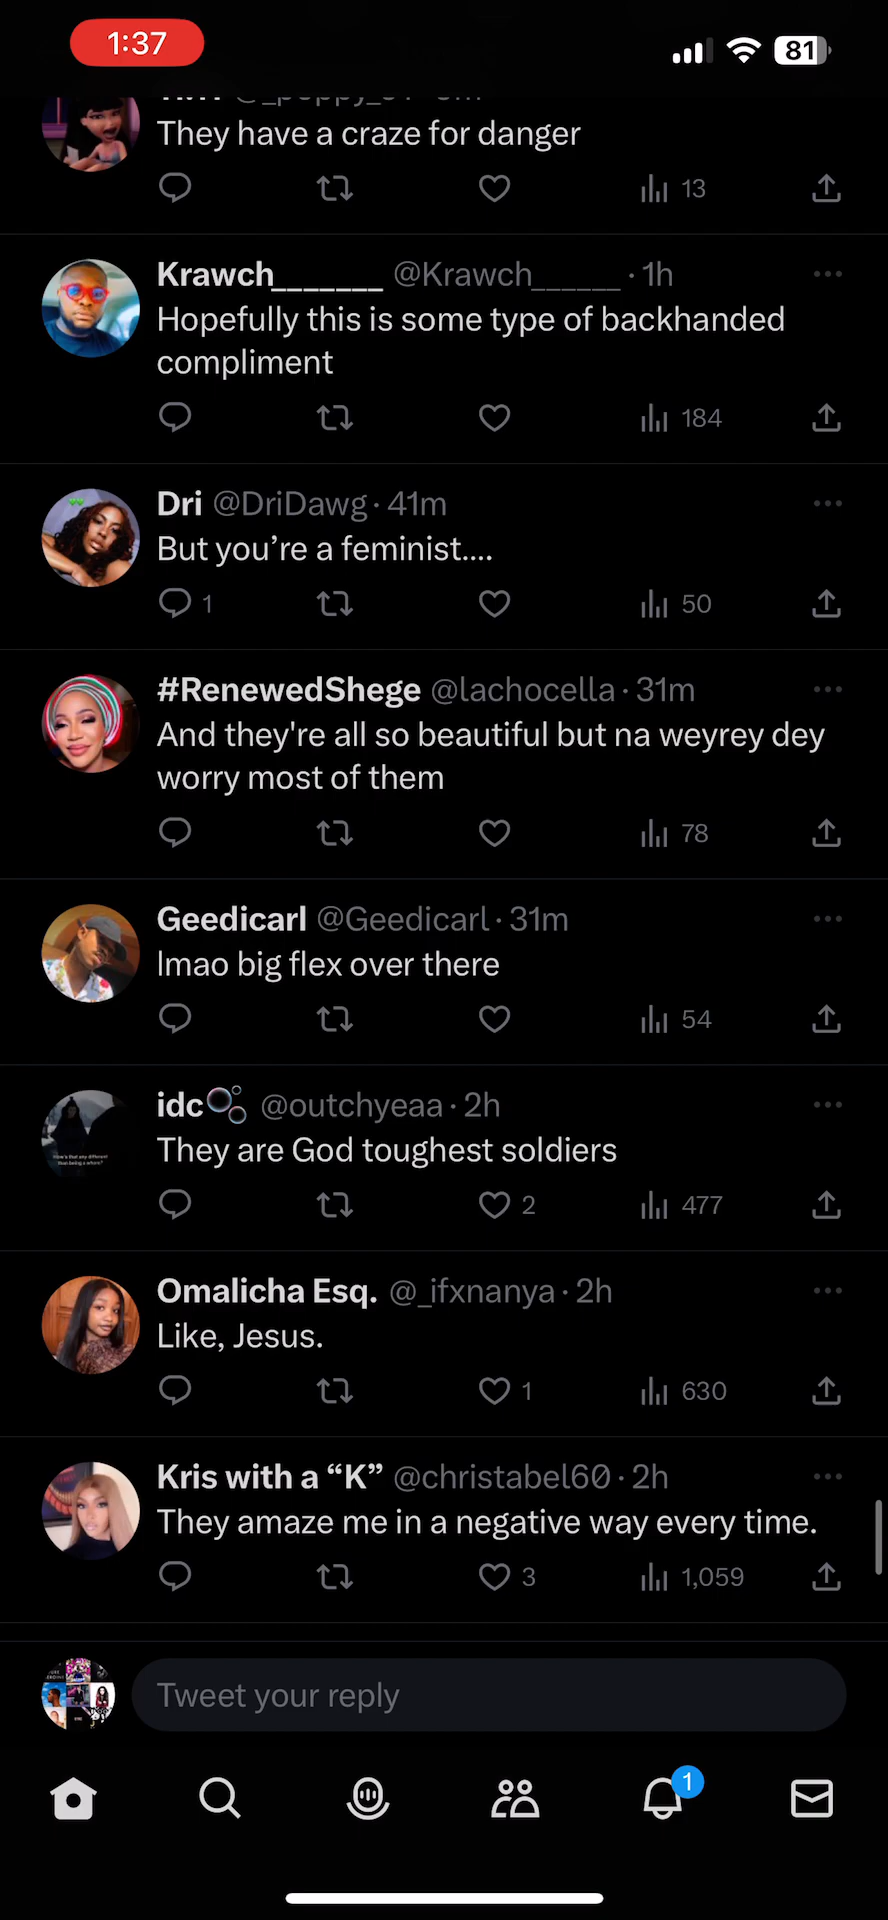 1:37
81
They have a craze for danger
13
Krawch_______ @Krawch______ · 1h
Hopefully this is some type of backhanded
compliment
184
Dri @DriDawg · 41m
But you’re a feminist....
1 50
#RenewedShege @lachocella · 31m
And they're all so beautiful but na weyrey dey
worry most of them
78
Geedicarl @Geedicarl · 31m
lmao big flex over there
54
idc @outchyeaa · 2h
They are God toughest soldiers
2 477
Omalicha Esq. @_ifxnanya · 2h
Like, Jesus.
1 630
Kris with a “K” @christabel60 · 2h
They amaze me in a negative way every time.
3 1,059
Tweet your reply
1